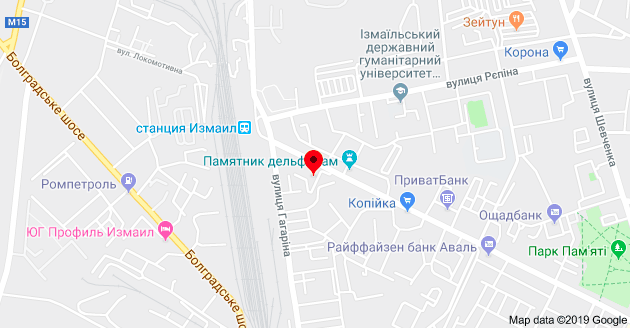 M15
Зейтун
Ізмаїльський
державний
гуманітарний
університет...
Корона
вул. Локомотивна
Болградське шосе
вулиця Рєпіна
вулиця Шевченка
станция Измаил
Памятник дельфинам
Ромпетроль
вулиця Гагаріна
ПриватБанк
Копійка
Ощадбанк
ЮГ Профиль Измаил
Райффайзен банк Аваль
Парк Пам'яті
Болградське шосе
Map data ©2019 Google